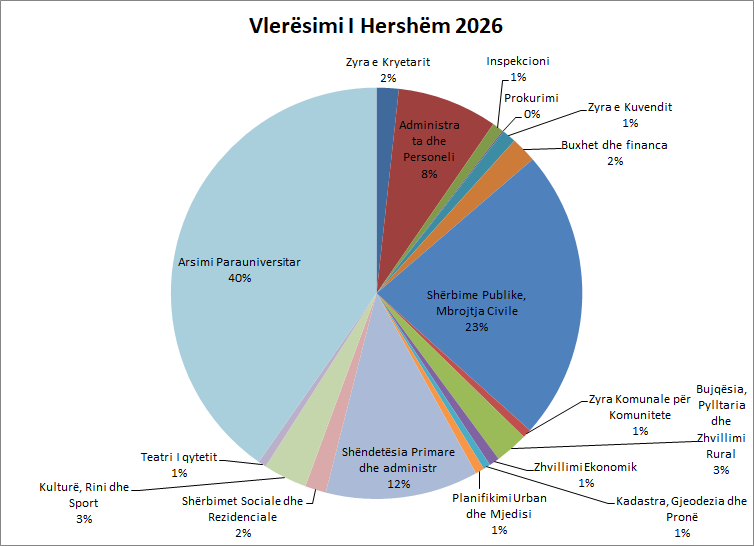 Vlerësimi I Hershëm 2026
Zyra e Kryetarit
2%
Inspekcioni
1%
Prokurimi
0%
Zyra e Kuvendit
1%
Buxhet dhe financa
2%
Administra
ta dhe
Personeli
8%
Arsimi Parauniversitar
40%
Shërbime Publike,
Mbrojtja Civile
23%
Zyra Komunale për
Komunitete
1%
Bujqësia,
Pylltaria
dhe
Zhvillimi
Rural
3%
Zhvillimi Ekonomik
1%
Kadastra, Gjeodezia dhe
Pronë
1%
Planifikimi Urban
dhe Mjedisi
1%
Shëndetësia Primare
dhe administr
12%
Shërbimet Sociale dhe
Rezidenciale
2%
Kulturë, Rini dhe
Sport
3%
Teatri I qytetit
1%